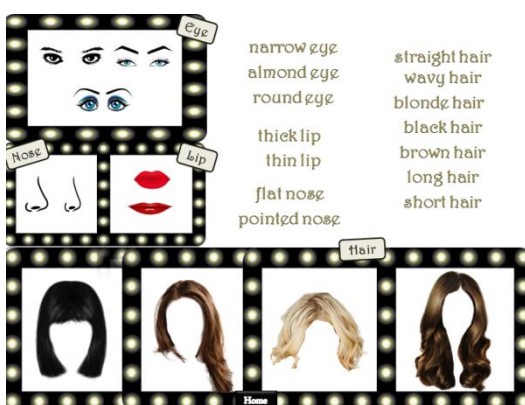 Eye
narrow eye
almond eye
round eye
thick lip
thin lip
flat nose
pointed nose
straight hair
wavy hair
blonde hair
black hair
brown hair
long hair
short hair
Nose
Lip
Hair
Home